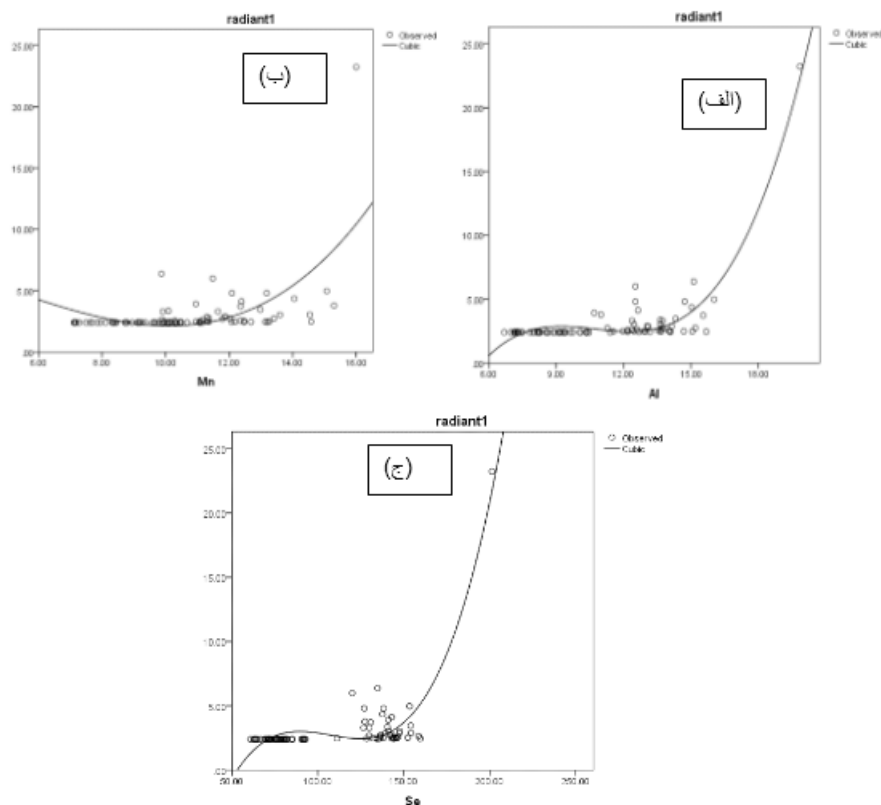 radiant1
Observed
Cubic
(ب)
25.00
20.00
15.00
10.00
5.00
.00
6.00 8.00 10.00 12.00 14.00 16.00
Mn
radiant1
Observed
Cubic
(الف)
25.00
20.00
15.00
10.00
5.00
.00
6.00 9.00 12.00 15.00 18.00
Al
radiant1
Observed
Cubic
(ج)
25.00
20.00
15.00
10.00
5.00
.00
50.00 100.00 150.00 200.00 250.00
Se